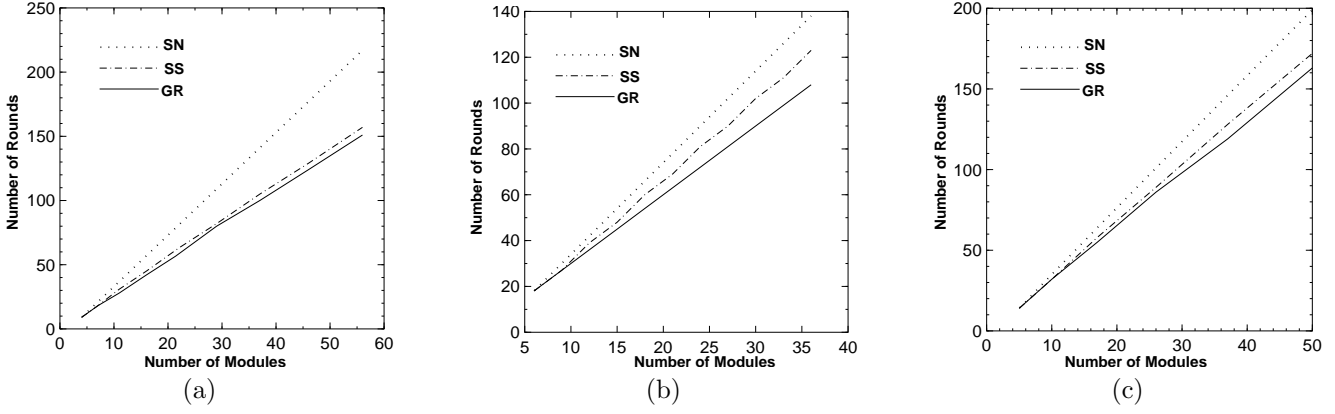 250
200
150
100
50
0
0 10 20 30 40 50 60
Number of Rounds
Number of Modules
SN
SS
GR
(a)
140
120
100
80
60
40
20
0
5 10 15 20 25 30 35 40
Number of Rounds
Number of Modules
SN
SS
GR
(b)
200
150
100
50
0
0 10 20 30 40 50
Number of Rounds
Number of Modules
SN
SS
GR
(c)